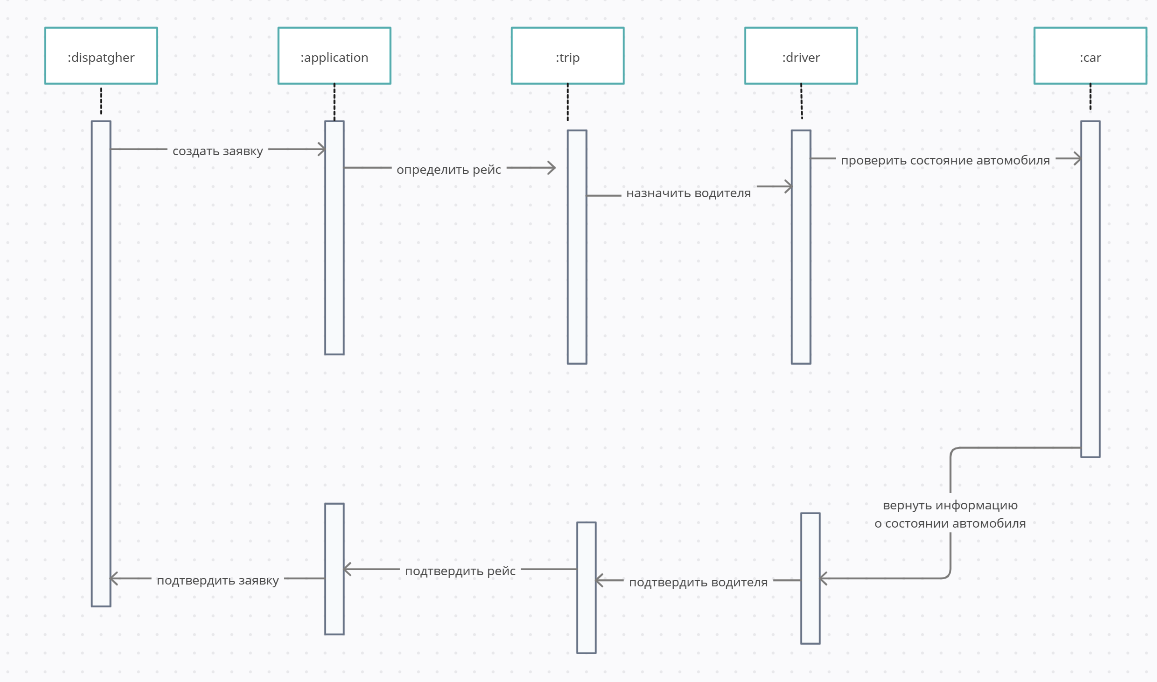 :dispatgher
:application
:trip
:driver
:car
создать заявку
определить рейс
назначить водителя
проверить состояние автомобиля
вернуть информацию
о состоянии автомобиля
подтвердить водителя
подтвердить рейс
подтвердить заявку